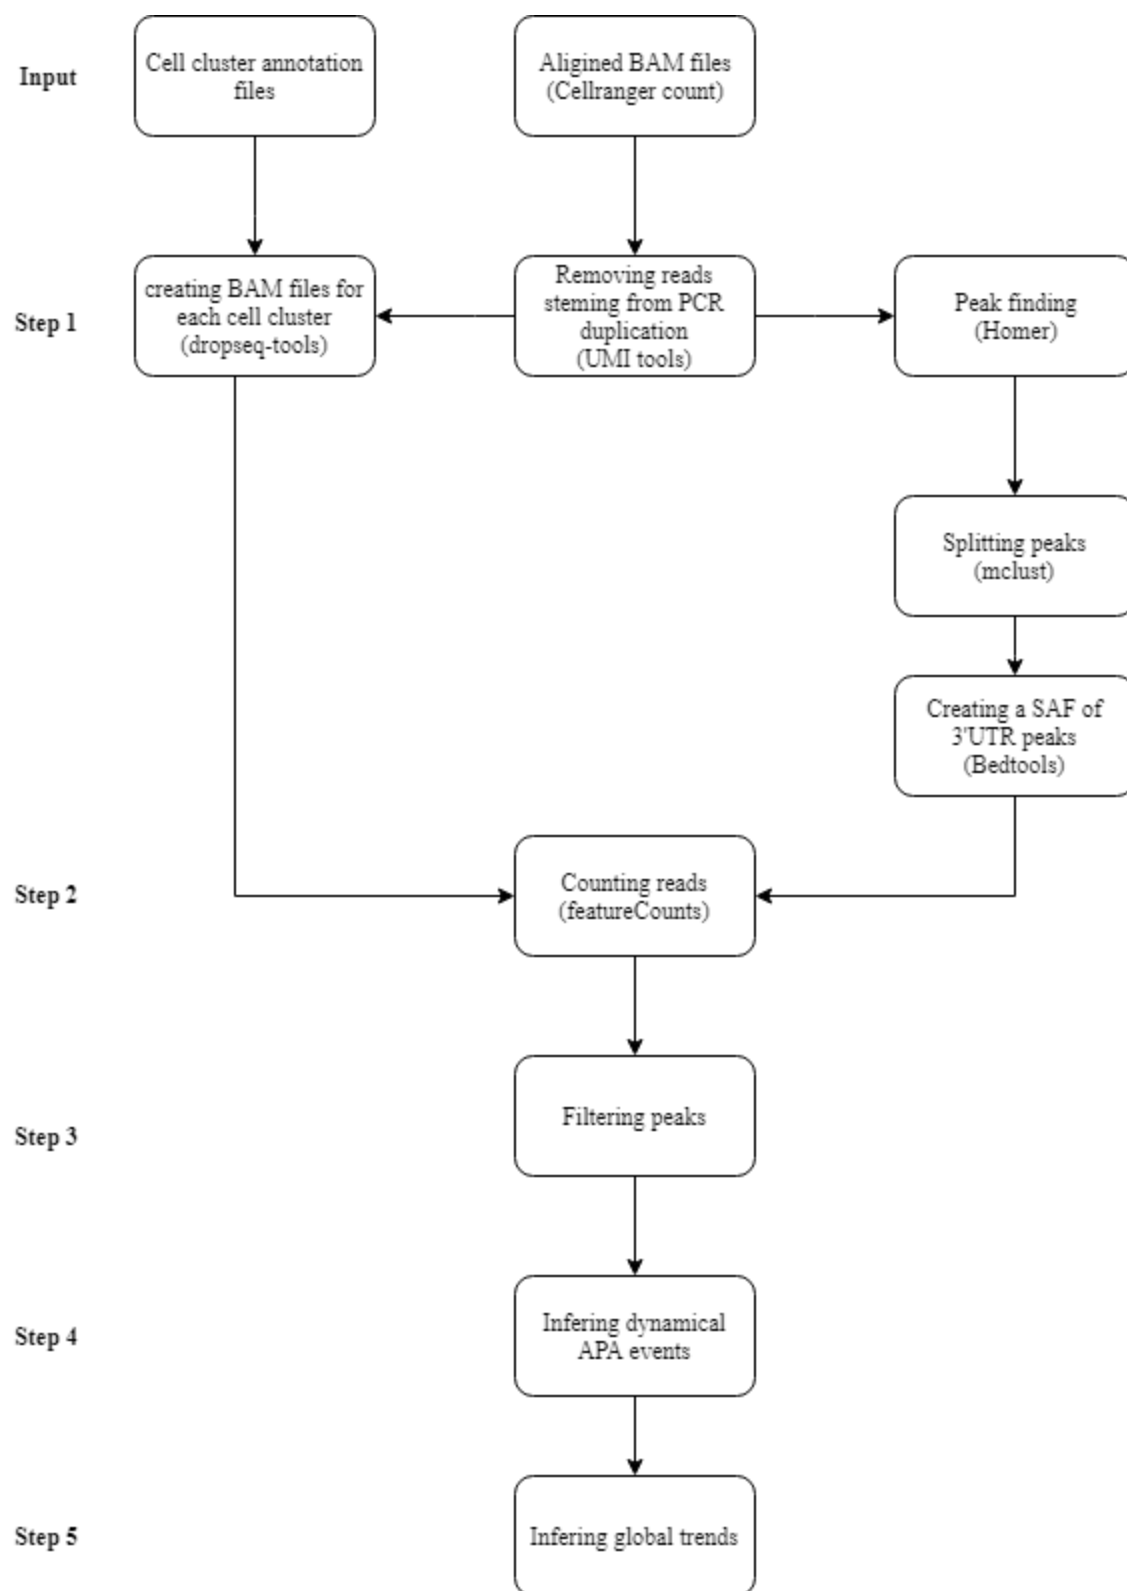 Input
Cell cluster annotation
files
Aligined BAM files
(Cellranger count)
Step 1
creating BAM files for
each cell cluster
(dropseq-tools)
Removing reads
steming from PCR
duplication
(UMI tools)
Peak finding
(Homer)
Splitting peaks
(mclust)
Creating a SAF of
3'UTR peaks
(Bedtools)
Step 2
Counting reads
(featureCounts)
Step 3
Filtering peaks
Step 4
Infering dynamical
APA events
Step 5
Infering global trends